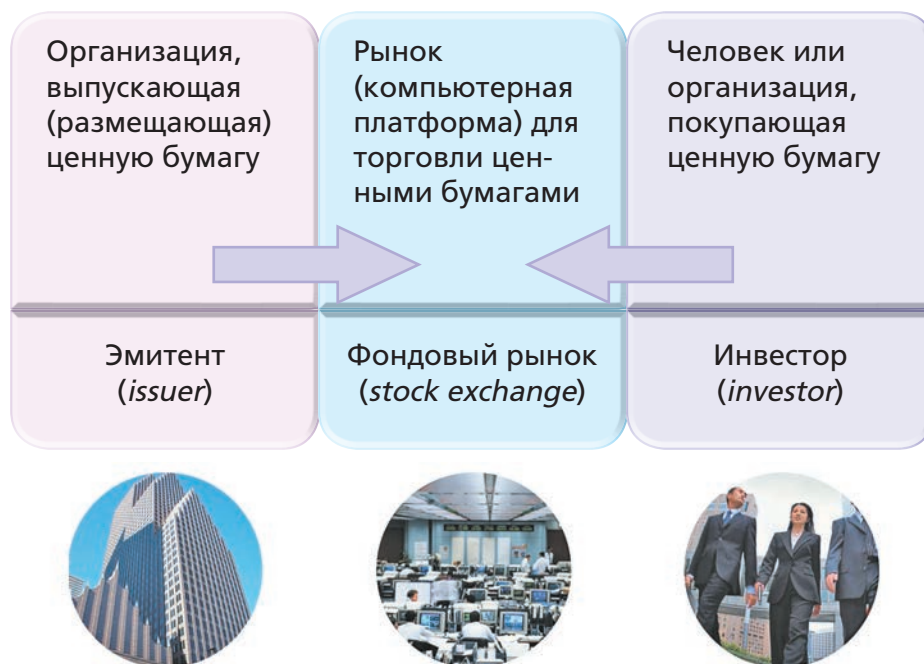 Организация,
выпускающая
(размещающая)
ценную бумагу
Рынок
(компьютерная
платформа) для
торговли цен-
ными бумагами
Человек или
организация,
покупающая
ценную бумагу
Эмитент
(issuer)
Фондовый рынок
(stock exchange)
Инвестор
(investor)